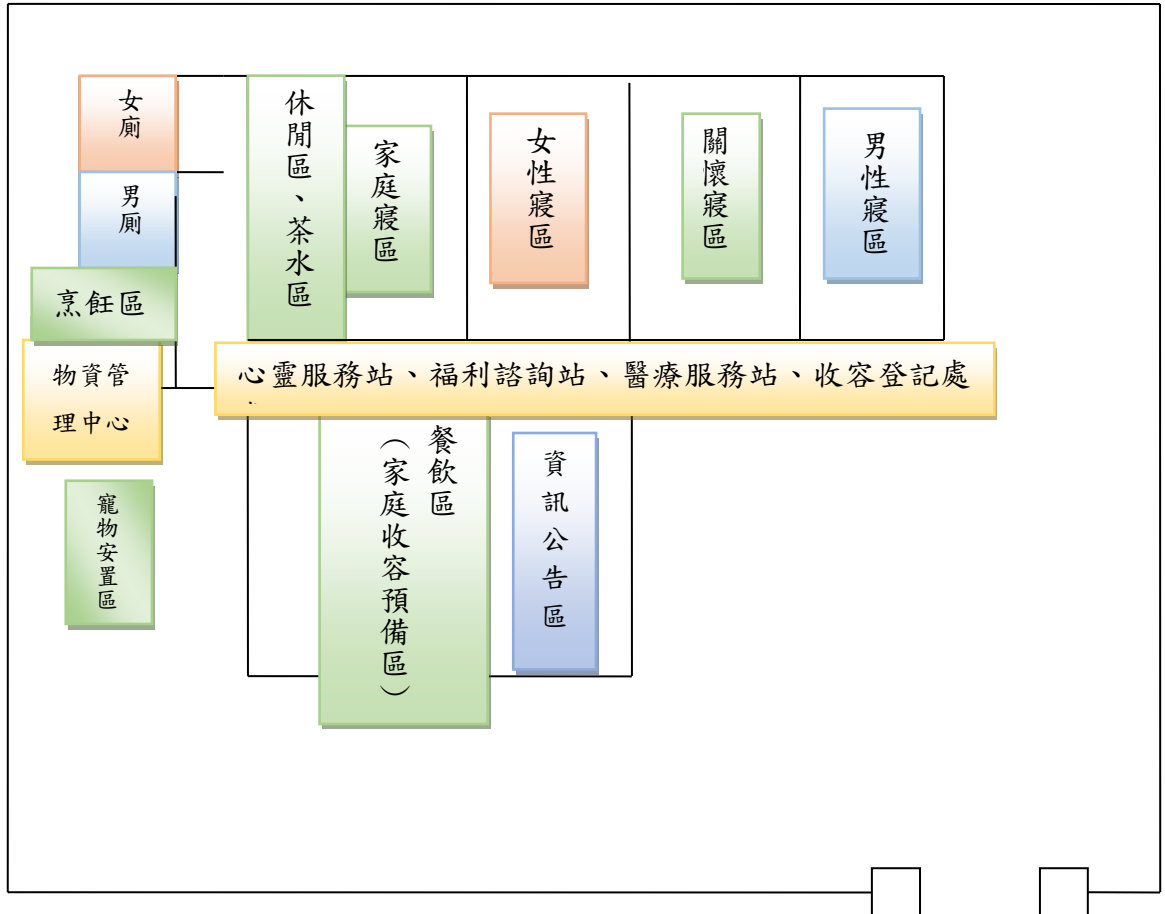 女廁
男厠
烹飪區
物資管
理中心
寵物安置區
休閒區、茶水區
家庭寢區
女性寢區
關懷寢區
男性寢區
心靈服務站、福利諮詢站、醫療服務站、收容登記處
餐飲區
（家庭收容預備區）
資訊公告區